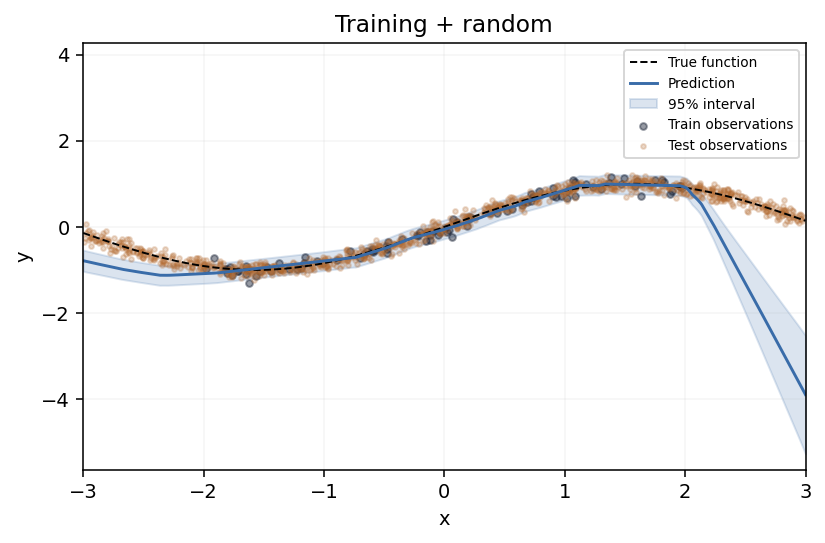 Training + random
4
2
0
−2
−4
y
True function
Prediction
95% interval
Train observations
Test observations
−3 −2 −1 0 1 2 3
x